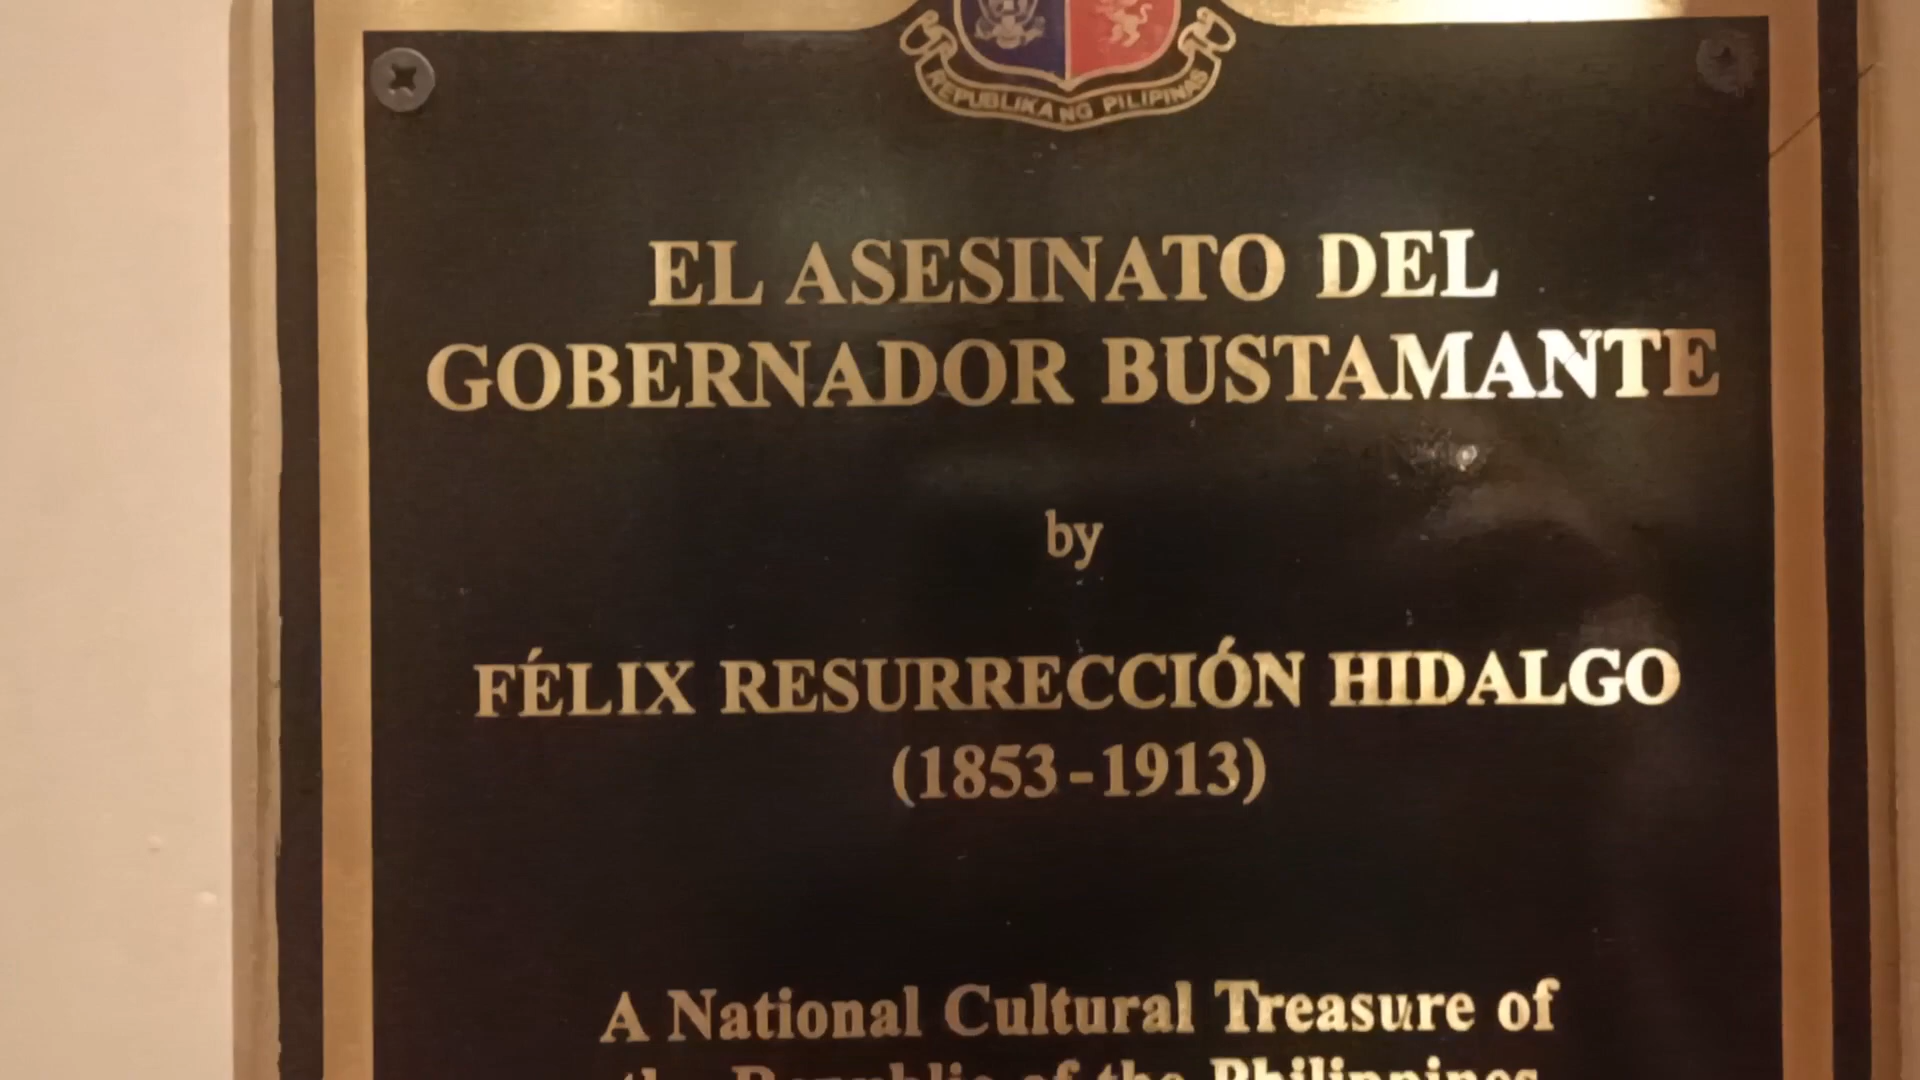 REPUBLIKA NG PILIPINAS
EL ASESINATO DEL
GOBERNADOR BUSTAMANTE
by
FÉLIX RESURRECCIÓN HIDALGO
(1853-1913)
A National Cultural Treasure of
the Republic of the Philippines